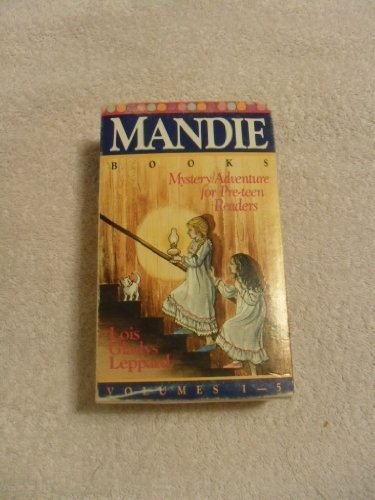 MANDIE
BOOKS
Mystery/Adventure
for Pre-teen
Readers
Lois
Gladys
Leppard
VOLUMES 1-5